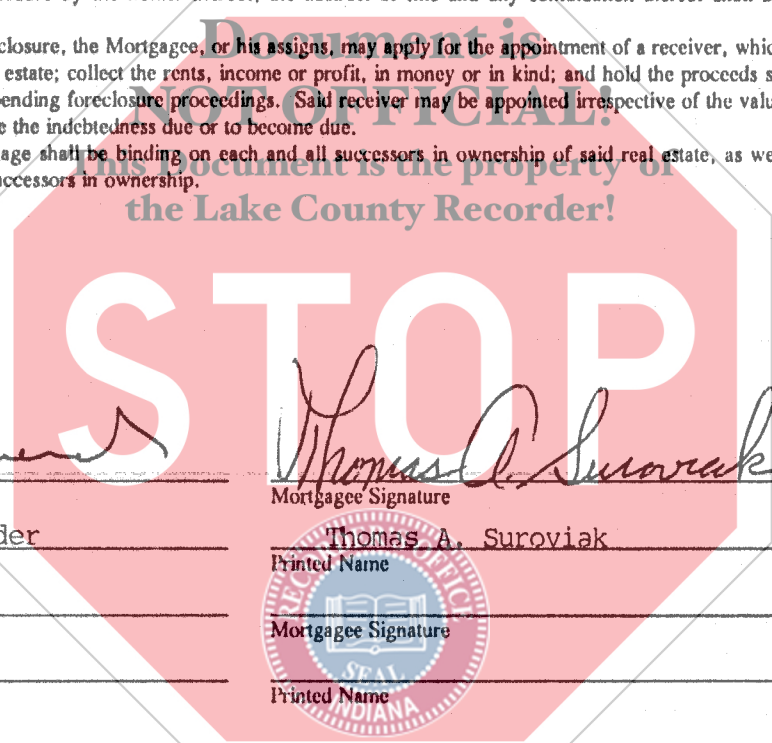 Document is
closure, the Mortgagee, or his assigns, may apply for the appointment of a receiver, whic
estate; collect the rents, income or profit, in money or in kind; and hold the proceeds s
NOT OFFICIAL!
pending foreclosure proceedings. Said receiver may be appointed irrespective of the valu
e the indebtedness due or to become due.
age shall be binding on each and all successors in ownership of said real estate, as we
This Document is the property of
uccessors in ownership.
the Lake County Recorder!
STOP
Thomas A. Suroviak
Mortgagee Signature
der
Thomas A. Suroviak
Printed Name
RECORDER'S OFFICE
Mortgagee Signature
SEAL
Printed Name
INDIANA